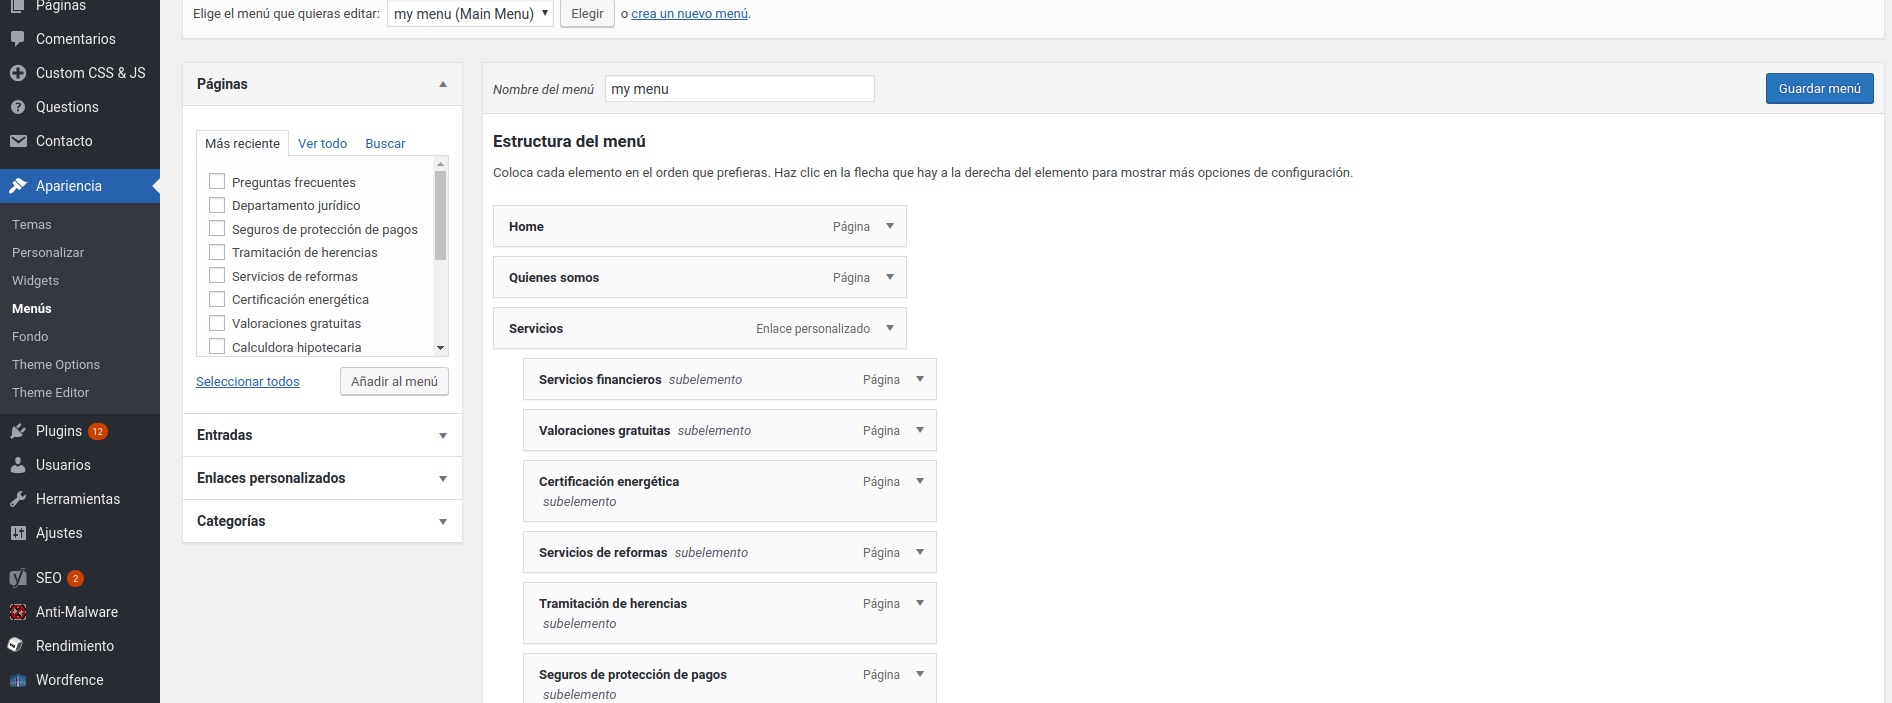 Páginas
Comentarios
Custom CSS & JS
Questions
Contacto
Apariencia
Temas
Personalizar
Widgets
Menús
Fondo
Theme Options
Theme Editor
Plugins 12
Usuarios
Herramientas
Ajustes
SEO 2
Anti-Malware
Rendimiento
Wordfence
Elige el menú que quieras editar: my menu (Main Menu) Elegir o crea un nuevo menú.
Páginas
Más reciente Ver todo Buscar
Preguntas frecuentes
Departamento jurídico
Seguros de protección de pagos
Tramitación de herencias
Servicios de reformas
Certificación energética
Valoraciones gratuitas
Calculdora hipotecaria
Seleccionar todos Añadir al menú
Entradas
Enlaces personalizados
Categorías
Nombre del menú my menu Guardar menú
Estructura del menú
Coloca cada elemento en el orden que prefieras. Haz clic en la flecha que hay a la derecha del elemento para mostrar más opciones de configuración.
Home Página
Quienes somos Página
Servicios Enlace personalizado
Servicios financieros subelemento Página
Valoraciones gratuitas subelemento Página
Certificación energética Página
subelemento
Servicios de reformas subelemento Página
Tramitación de herencias Página
subelemento
Seguros de protección de pagos Página
subelemento